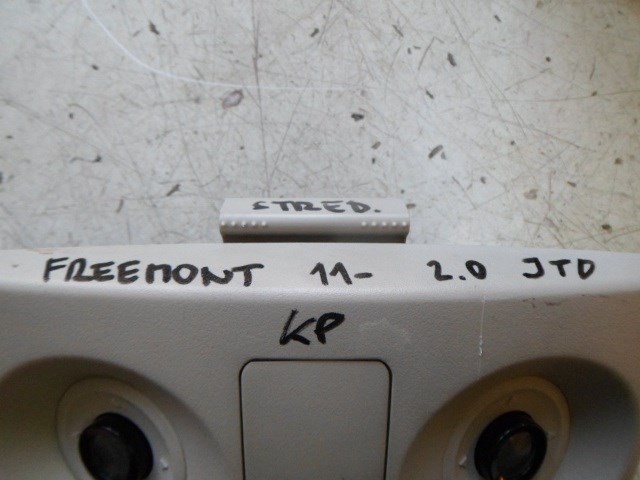 STRED.
FREEMONT 11- 2.0 JTD
KP